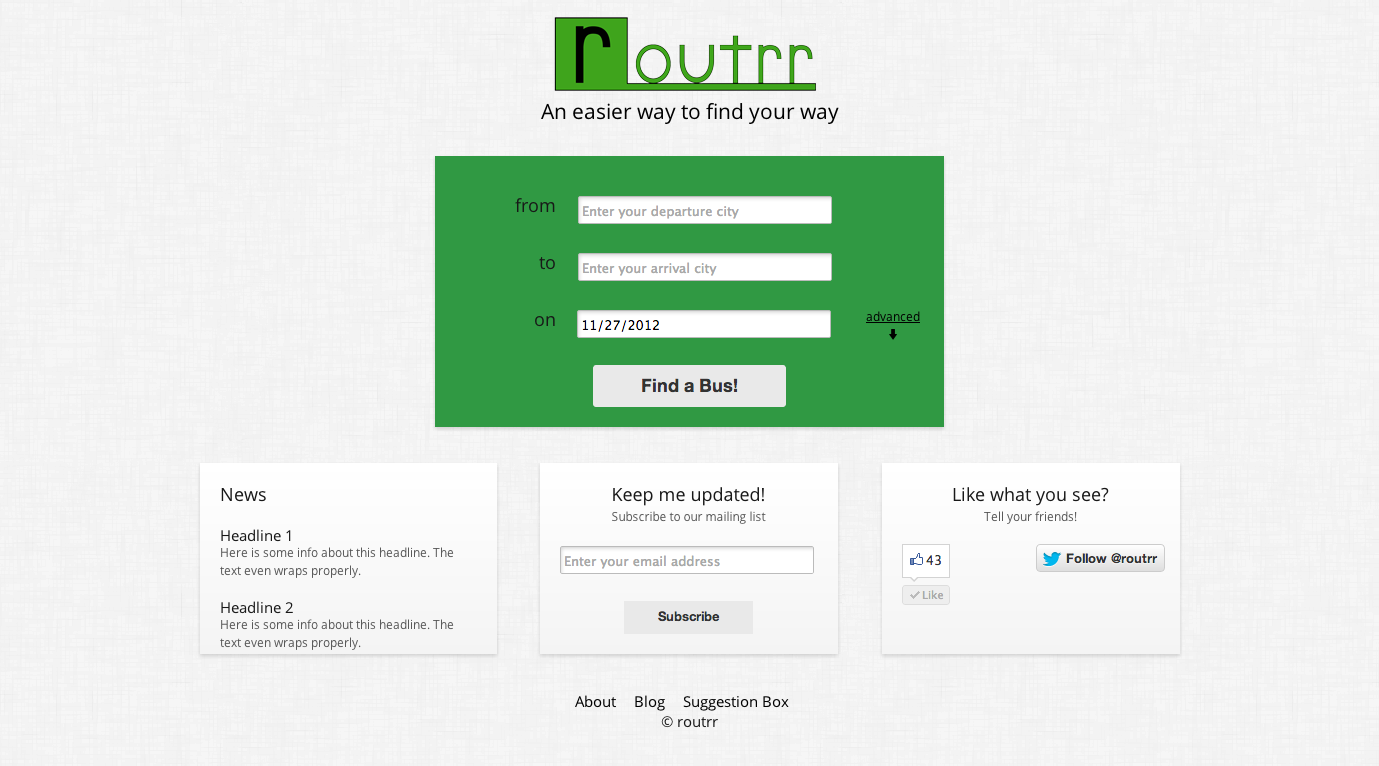 routrr
An easier way to find your way
from
Enter your departure city
to
Enter your arrival city
on
11/27/2012
advanced
Find a Bus!
News
Headline 1
Here is some info about this headline. The
text even wraps properly.
Headline 2
Here is some info about this headline. The
text even wraps properly.
Keep me updated!
Subscribe to our mailing list
Enter your email address
Subscribe
Like what you see?
Tell your friends!
43
Like
Follow @routrr
About Blog Suggestion Box
© routrr